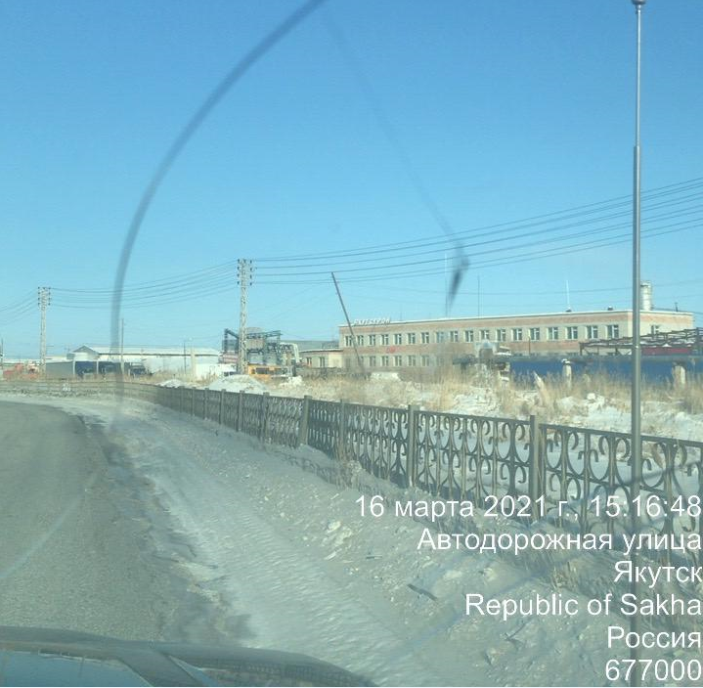 16 марта 2021 г., 15:16:48
Автодорожная улица
Якутск
Republic of Sakha
Россия
677000